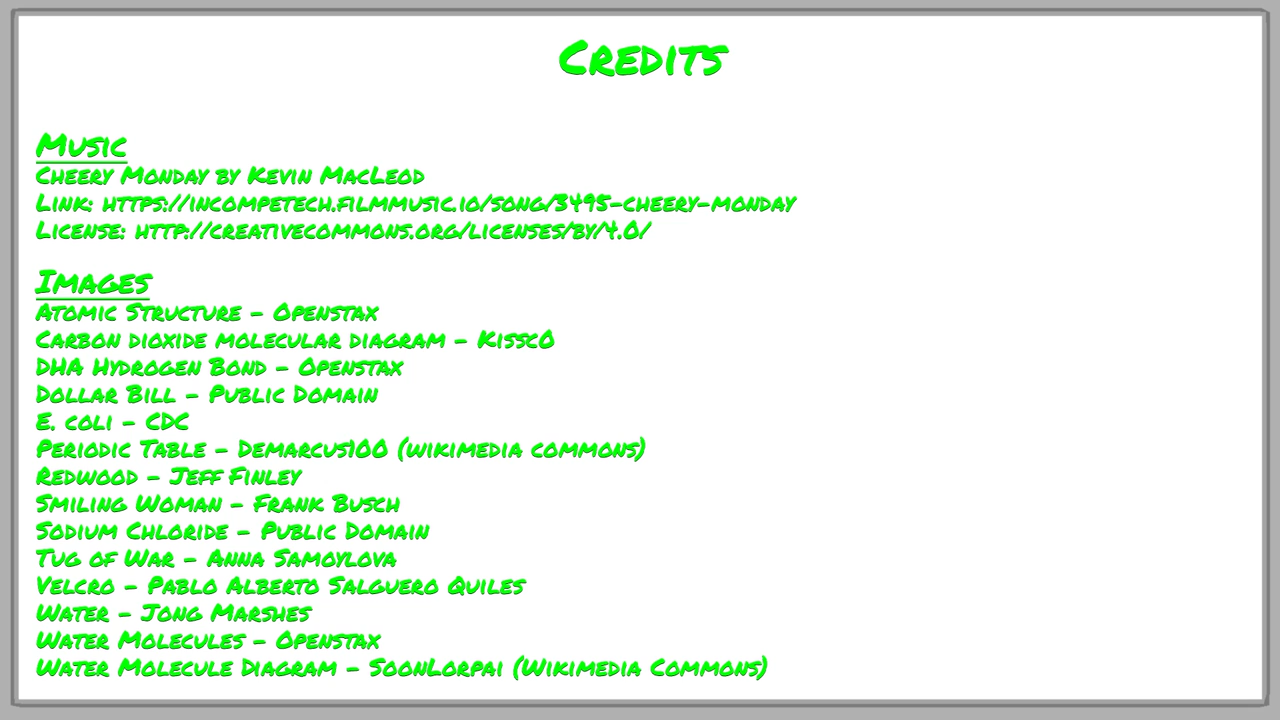 Credits
Music
Cheery Monday by Kevin MacLeod
Link: https://incompetech.filmmusic.io/song/3495-cheery-monday
License: http://creativecommons.org/licenses/by/4.0/
Images
Atomic Structure - Openstax
Carbon dioxide molecular diagram - Kissc0
DHA Hydrogen Bond - Openstax
Dollar Bill - Public Domain
E. coli - CDC
Periodic Table - Demarcus100 (wikimedia commons)
Redwood - Jeff Finley
Smiling Woman - Frank Busch
Sodium Chloride - Public Domain
Tug of War - Anna Samoylova
Velcro - Pablo Alberto Salguero Quiles
Water - Jong Marshes
Water Molecules - Openstax
Water Molecule Diagram - SoonLorpai (Wikimedia Commons)